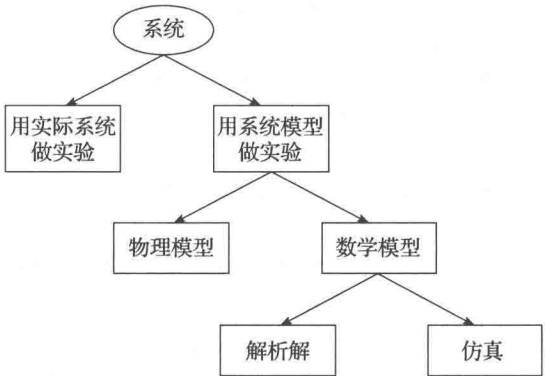 系统
用实际系统
做实验
用系统模型
做实验
物理模型
数学模型
解析解
仿真